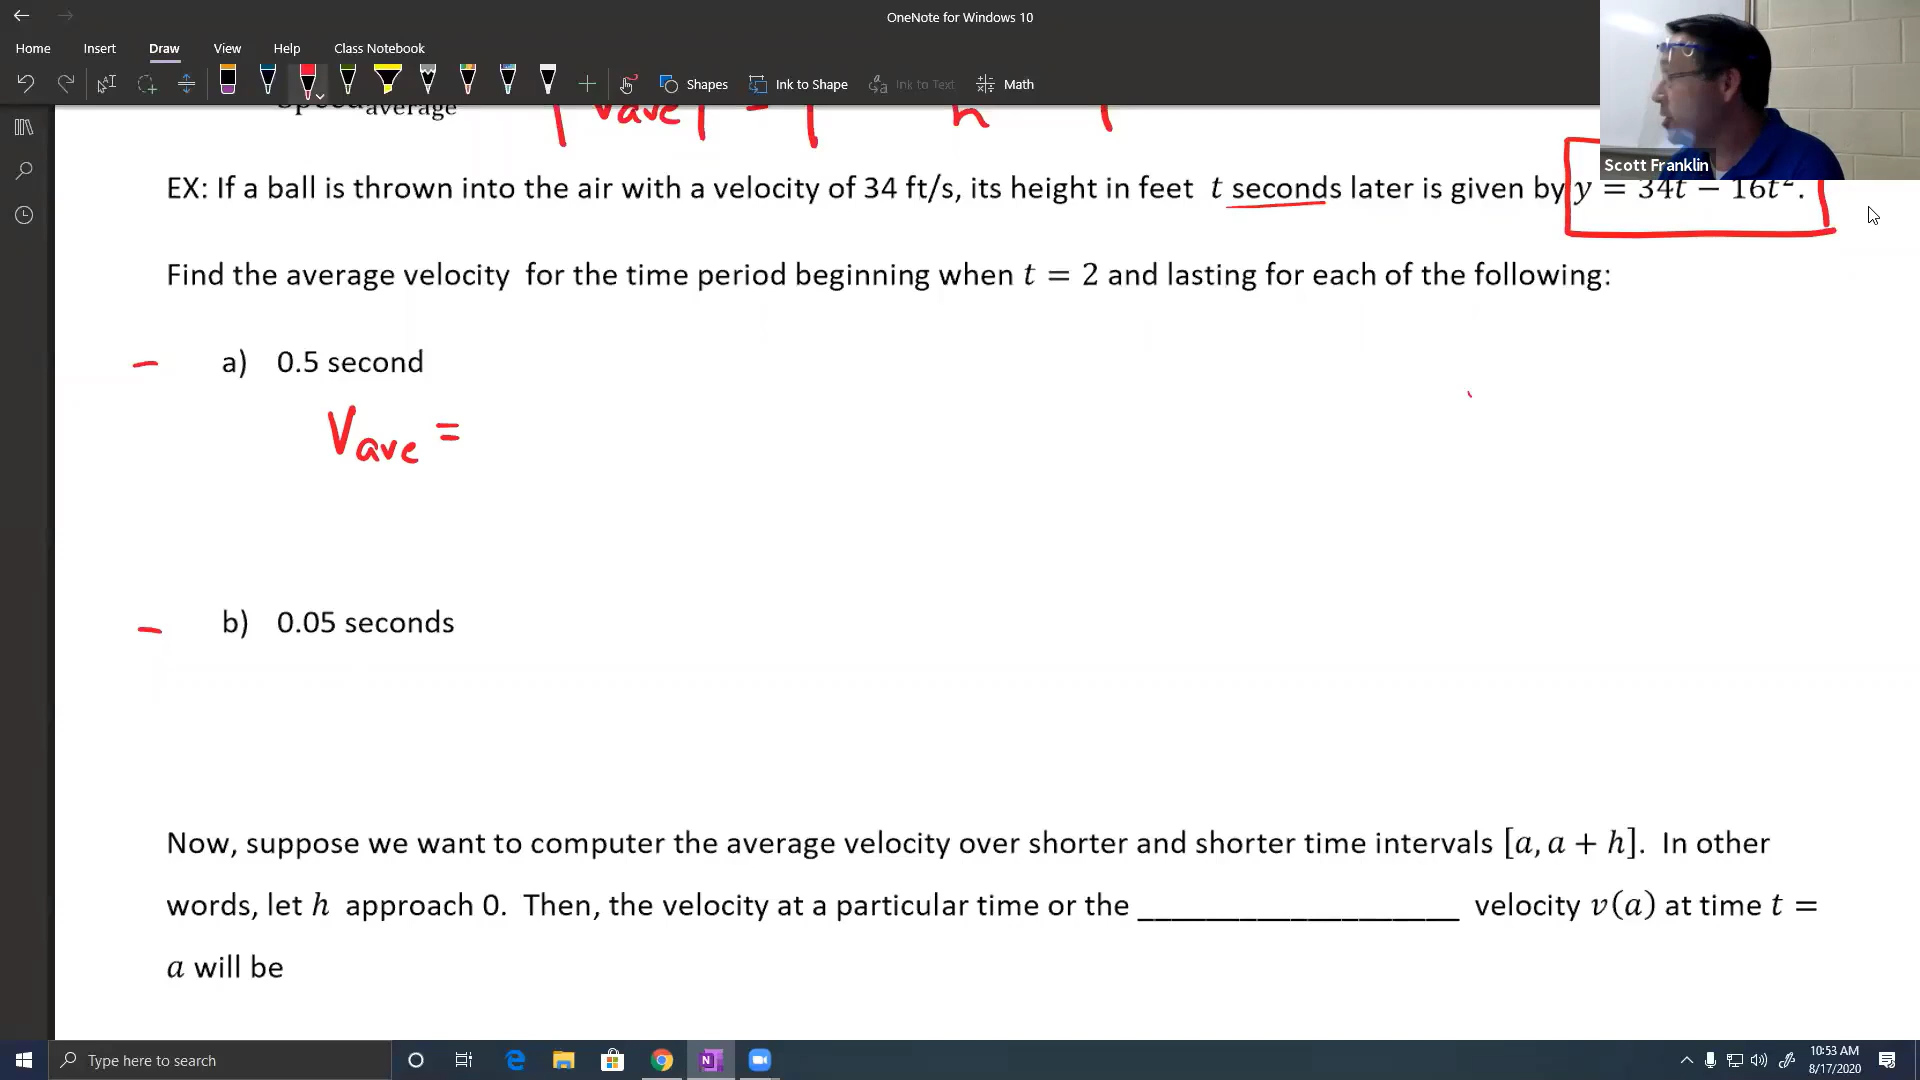 OneNote for Windows 10
Home Insert Draw View Help Class Notebook
Shapes Ink to Shape Ink to Text Math
Speed average |Vave| = | h |
EX: If a ball is thrown into the air with a velocity of 34 ft/s, its height in feet t seconds later is given by y = 34t − 16t².
Scott Franklin
Find the average velocity for the time period beginning when t = 2 and lasting for each of the following:
– a) 0.5 second
Vave =
– b) 0.05 seconds
Now, suppose we want to computer the average velocity over shorter and shorter time intervals [a, a + h]. In other
words, let h approach 0. Then, the velocity at a particular time or the ____________________ velocity v(a) at time t =
a will be
Type here to search
10:53 AM
8/17/2020